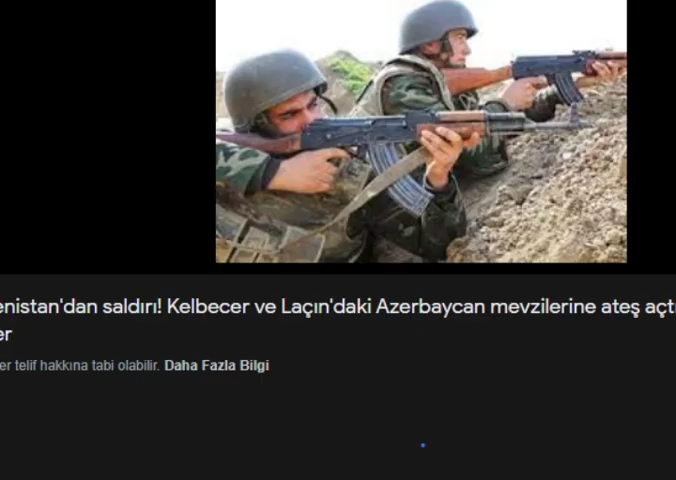 enistan'dan saldırı! Kelbecer ve Laçın'daki Azerbaycan mevzilerine ateş açtı
er
er telif hakkına tabi olabilir. Daha Fazla Bilgi